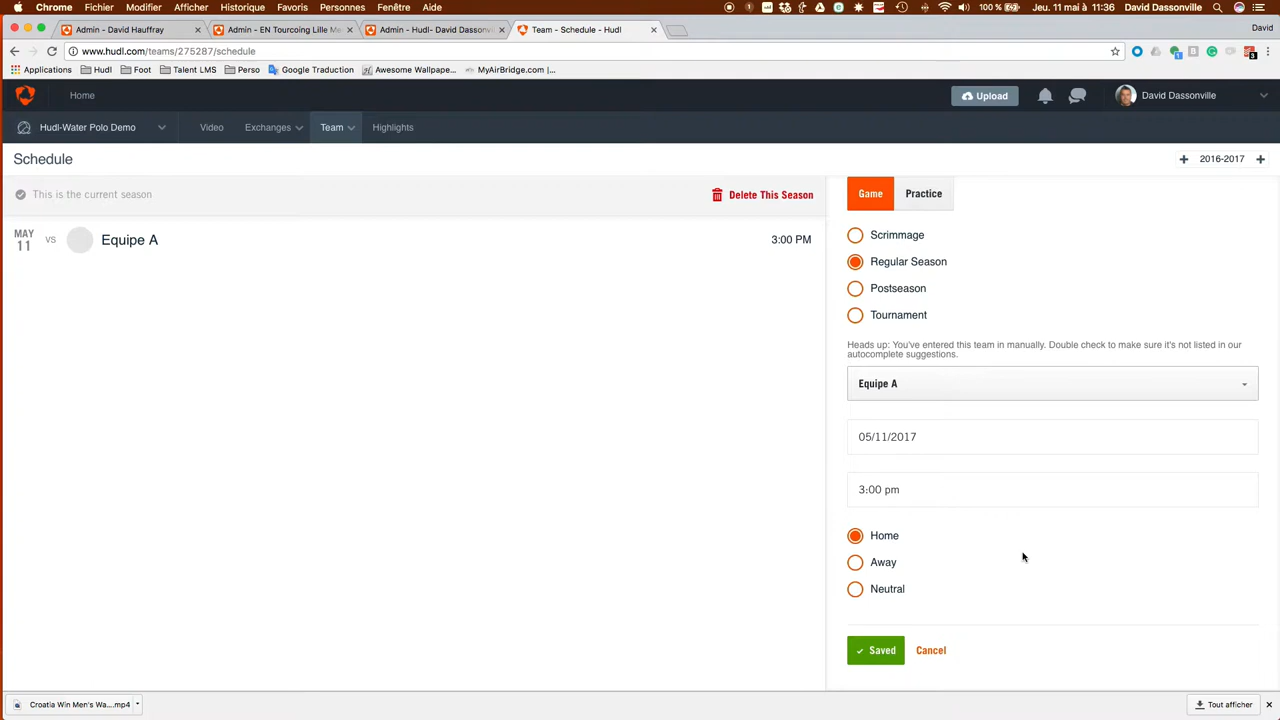 Chrome Fichier Modifier Afficher Historique Favoris Personnes Fenêtre Aide 100 % Jeu. 11 mai à 11:36 David Dassonville
Admin - David Hauffray Admin - EN Tourcoing Lille Me Admin - Hudl- David Dassonv Team - Schedule - Hudl David
www.hudl.com/teams/275287/schedule
Applications Hudl Foot Talent LMS Perso Google Traduction Awesome Wallpape... MyAirBridge.com |...
Home Upload David Dassonville
Hudl-Water Polo Demo Video Exchanges Team Highlights
Schedule 2016-2017
This is the current season Delete This Season
MAY
11 vs Equipe A 3:00 PM
Game Practice
Scrimmage
Regular Season
Postseason
Tournament
Heads up: You've entered this team in manually. Double check to make sure it's not listed in our
autocomplete suggestions.
Equipe A
05/11/2017
3:00 pm
Home
Away
Neutral
Saved Cancel
Croatia Win Men's Wa....mp4 Tout afficher